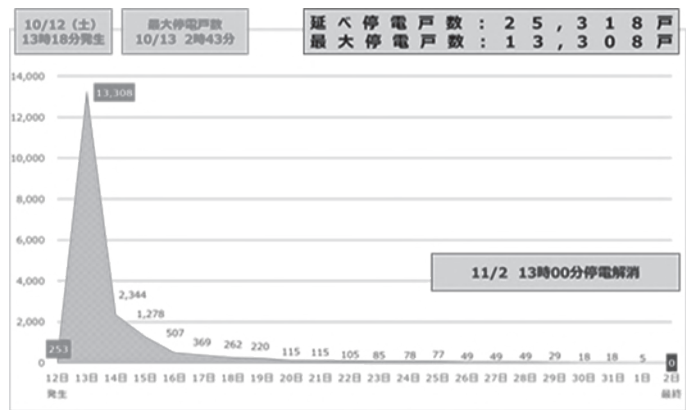 10/12（土）
13時18分発生
最大停電戸数
10/13 2時43分
延べ停電戸数：25,318戸
最大停電戸数：13,308戸
14,000
13,308
12,000
10,000
8,000
6,000
11/2 13時00分停電解消
4,000
2,344
2,000
1,278
507 369 262 220 115 115 105 85 78 77 49 49 49 29 18 18 5
253
0
0
12日 13日 14日 15日 16日 17日 18日 19日 20日 21日 22日 23日 24日 25日 26日 27日 28日 29日 30日 31日 1日 2日
発生 最終